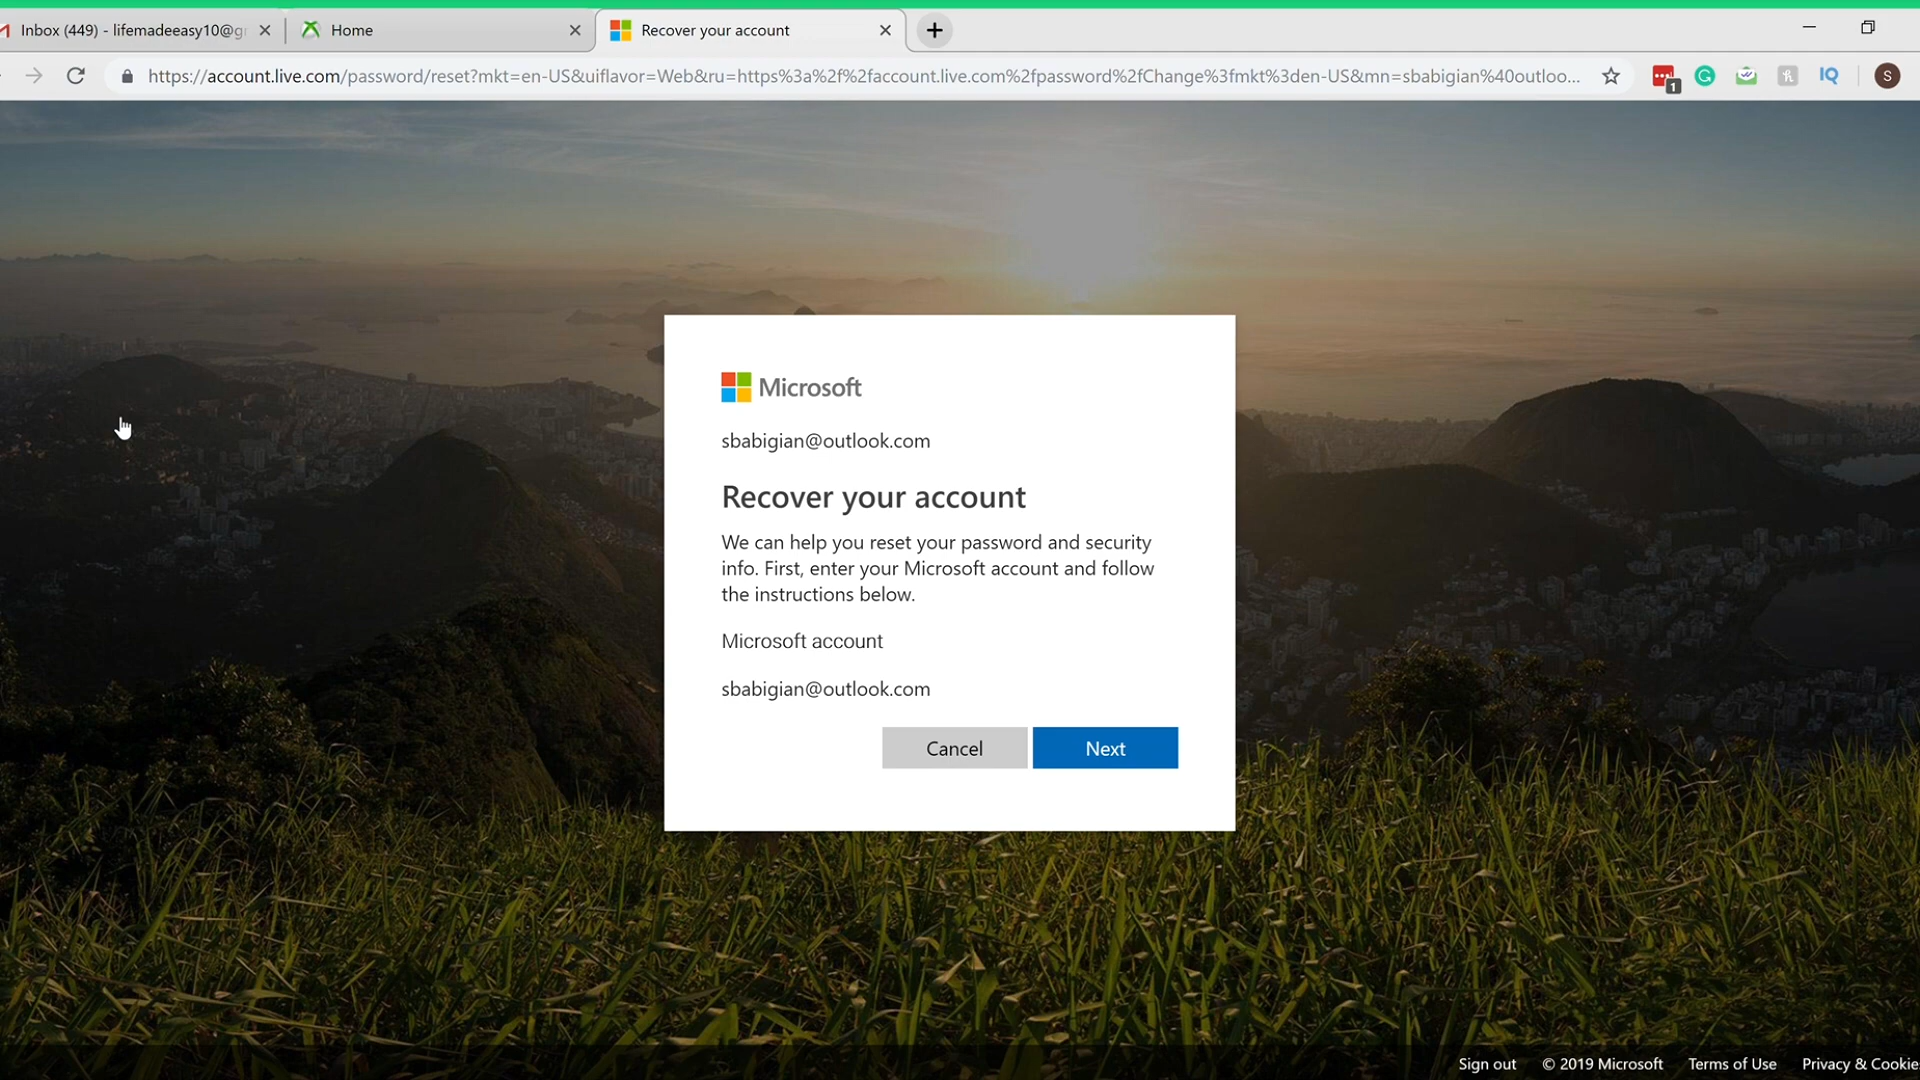 Inbox (449) - lifemadeeasy10@g
Home
Recover your account
https://account.live.com/password/reset?mkt=en-US&uiflavor=Web&ru=https%3a%2f%2faccount.live.com%2fpassword%2fChange%3fmkt%3den-US&mn=sbabigian%40outloo...
1
IQ
S
Microsoft
sbabigian@outlook.com
Recover your account
We can help you reset your password and security
info. First, enter your Microsoft account and follow
the instructions below.
Microsoft account
sbabigian@outlook.com
Cancel
Next
Sign out
© 2019 Microsoft
Terms of Use
Privacy & Cookie